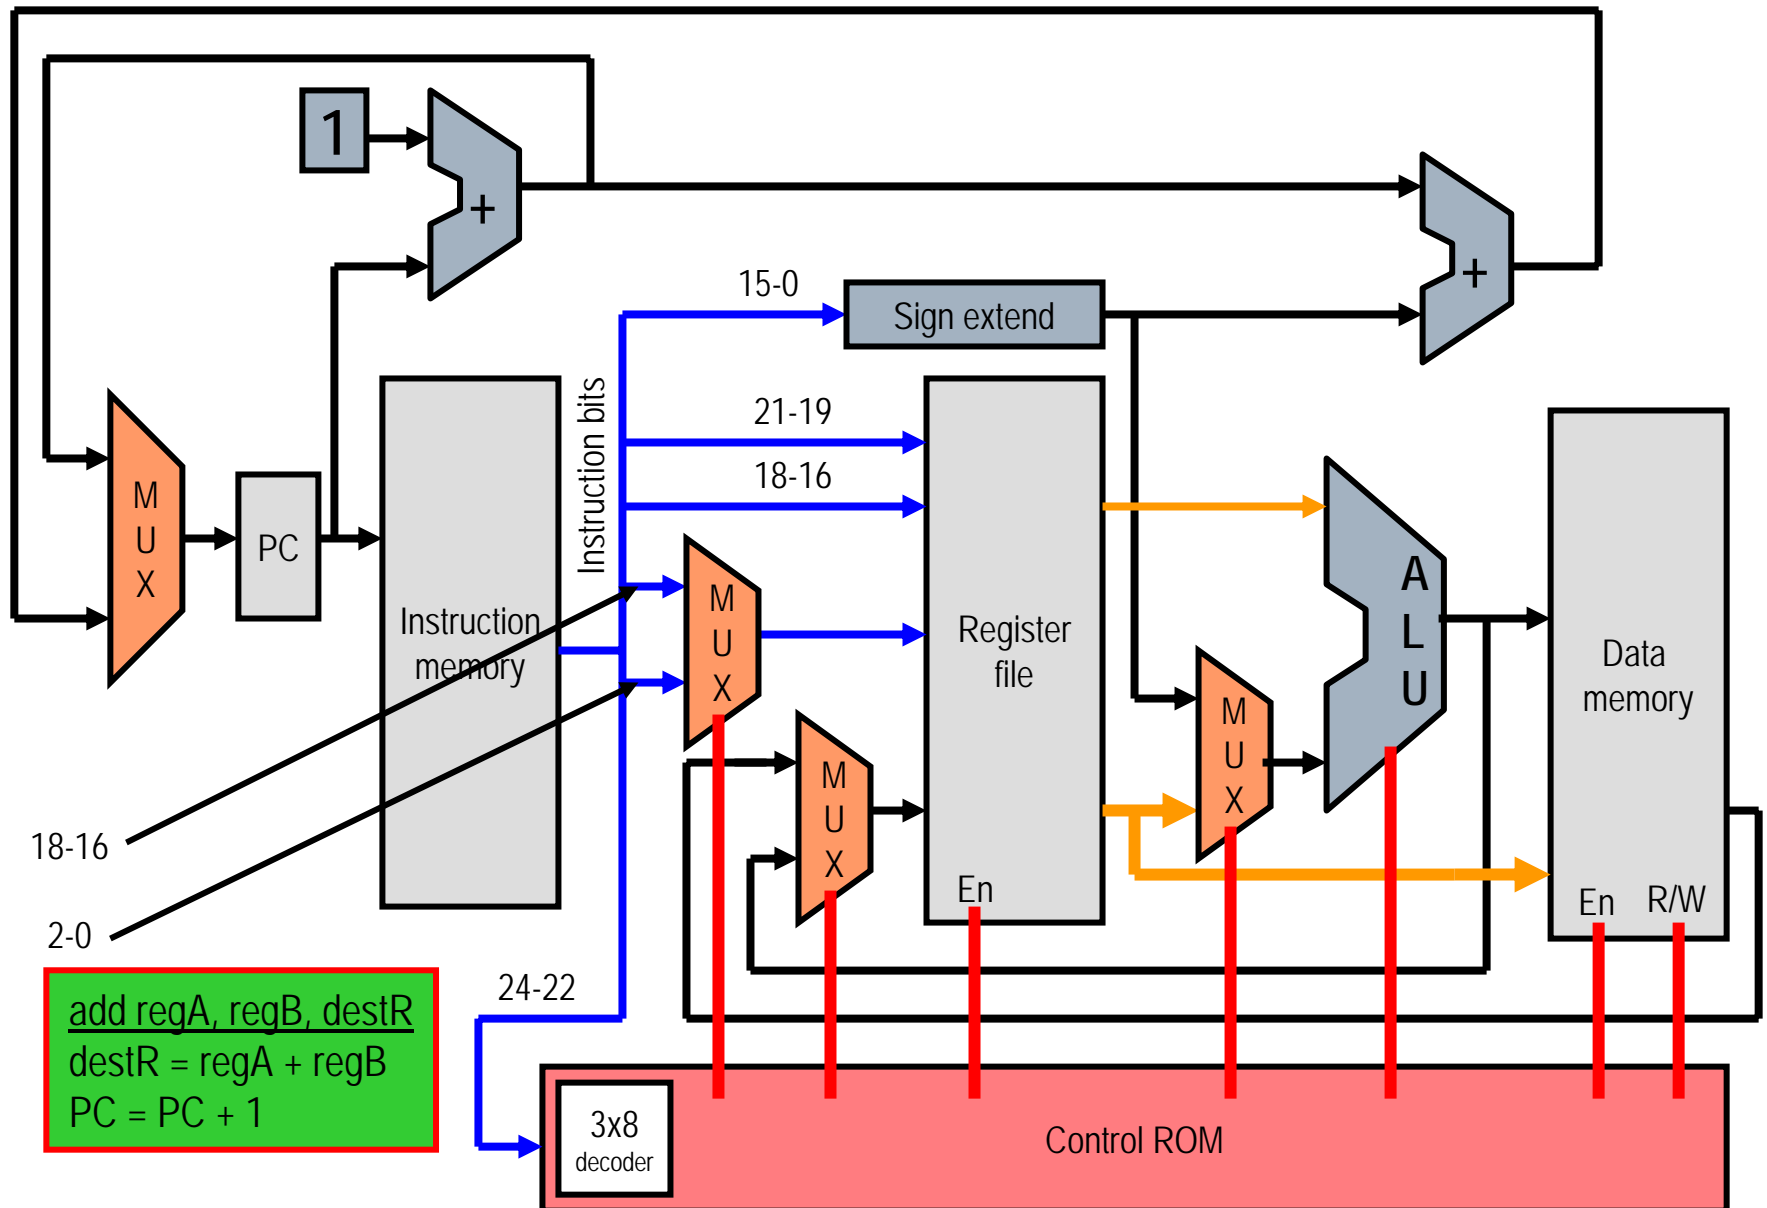 1
+
+
15-0
Sign extend
Instruction bits
21-19
18-16
M
U
X
PC
Instruction
memory
M
U
X
Register
file
En
M
U
X
M
U
X
A
L
U
Data
memory
En
R/W
18-16
2-0
24-22
add regA, regB, destR
destR = regA + regB
PC = PC + 1
3x8
decoder
Control ROM